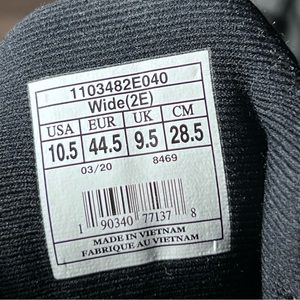 1103482E040
Wide(2E)
USA EUR UK CM
10.5 44.5 9.5 28.5
03/20 8469
1 90340 77137 8
MADE IN VIETNAM
FABRIQUE AU VIETNAM